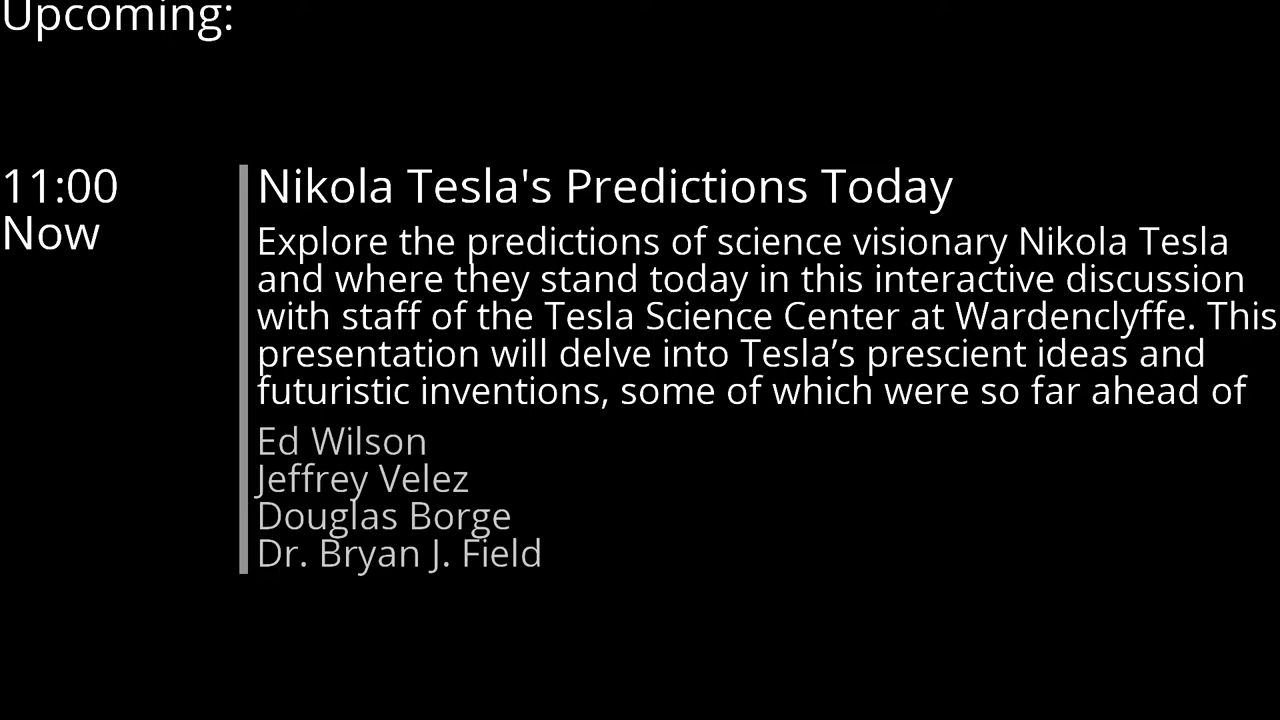 Upcoming:
11:00
Now
Nikola Tesla's Predictions Today
Explore the predictions of science visionary Nikola Tesla
and where they stand today in this interactive discussion
with staff of the Tesla Science Center at Wardenclyffe. This
presentation will delve into Tesla’s prescient ideas and
futuristic inventions, some of which were so far ahead of
Ed Wilson
Jeffrey Velez
Douglas Borge
Dr. Bryan J. Field